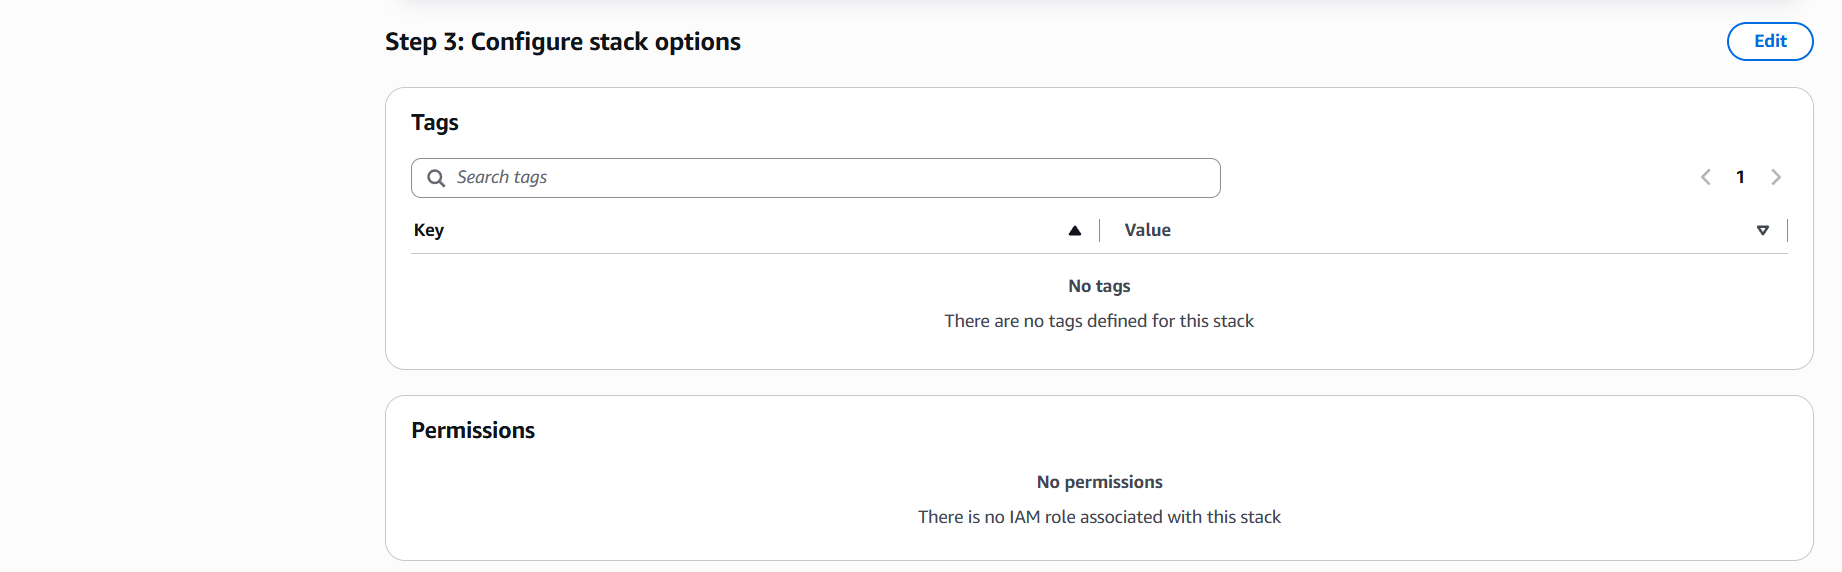 Step 3: Configure stack options
Edit
Tags
Search tags
1
Key
Value
No tags
There are no tags defined for this stack
Permissions
No permissions
There is no IAM role associated with this stack